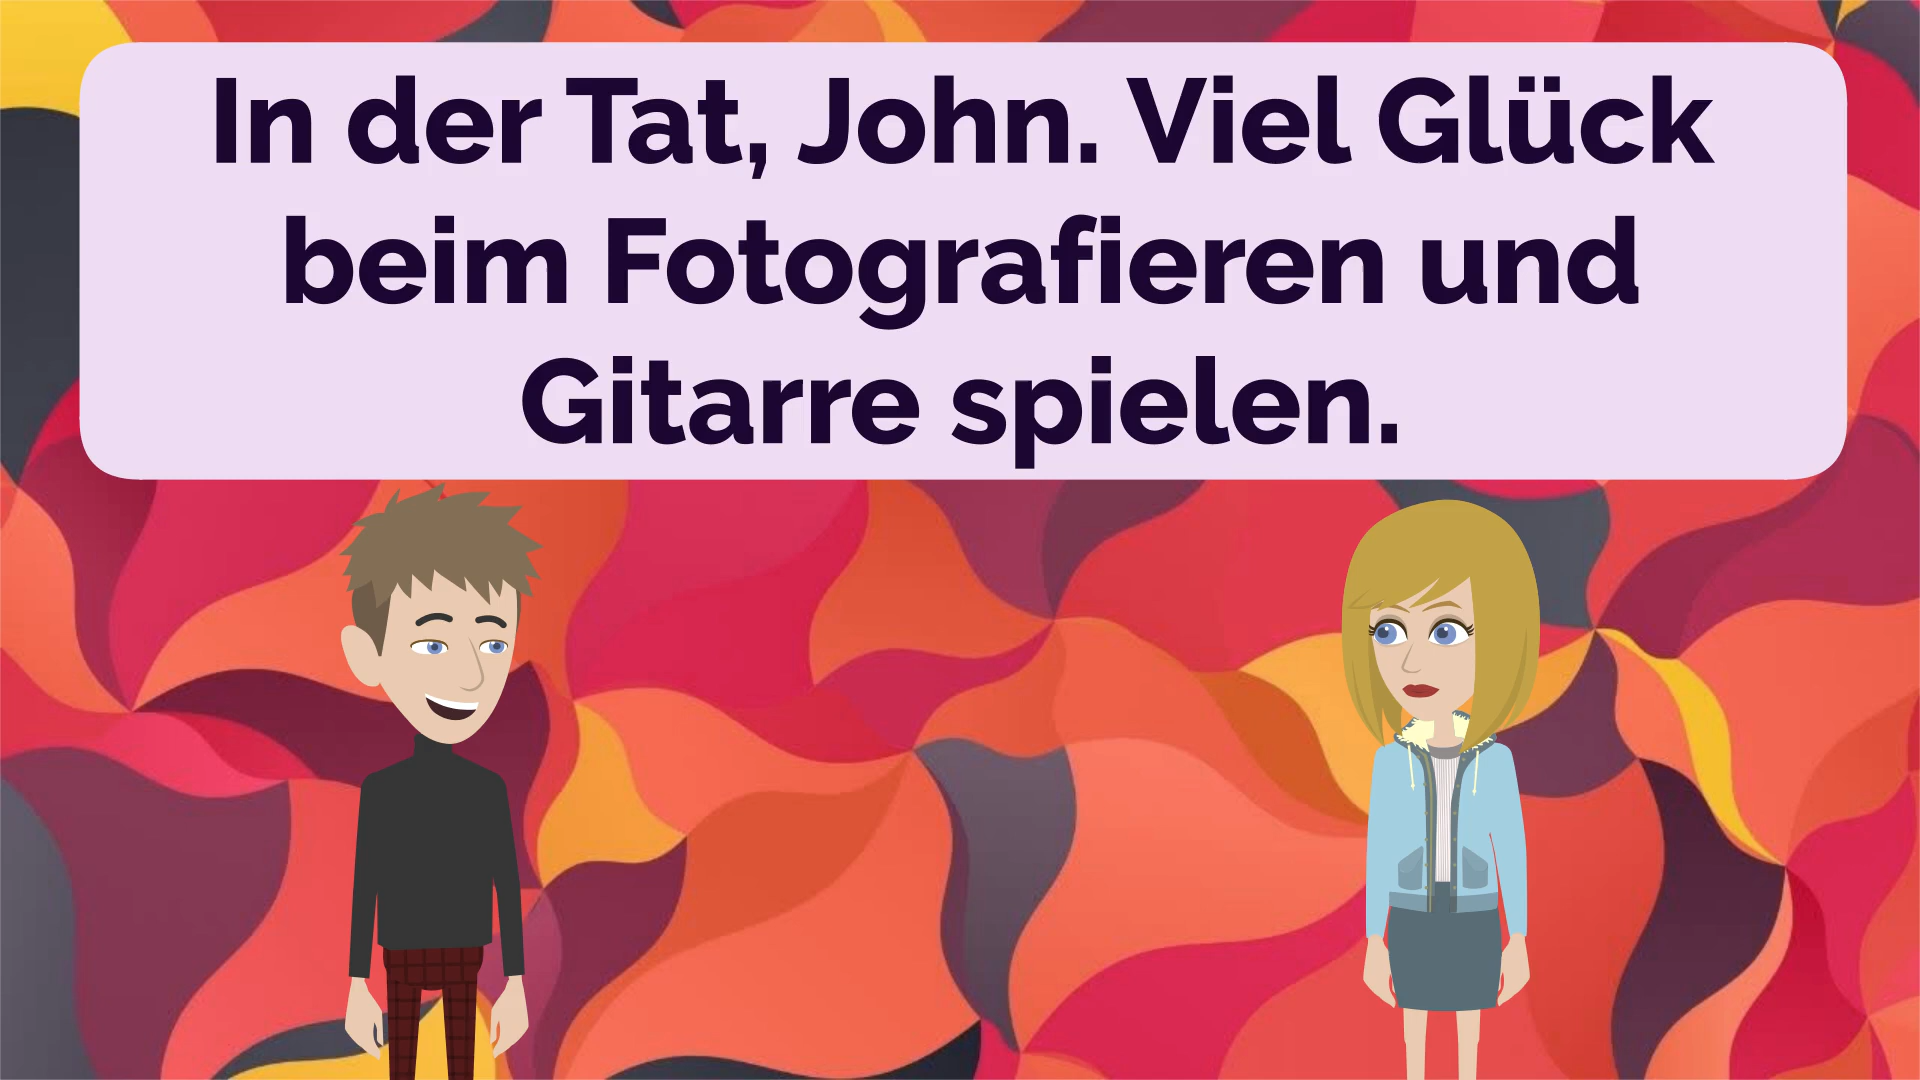 In der Tat, John. Viel Glück
beim Fotografieren und
Gitarre spielen.